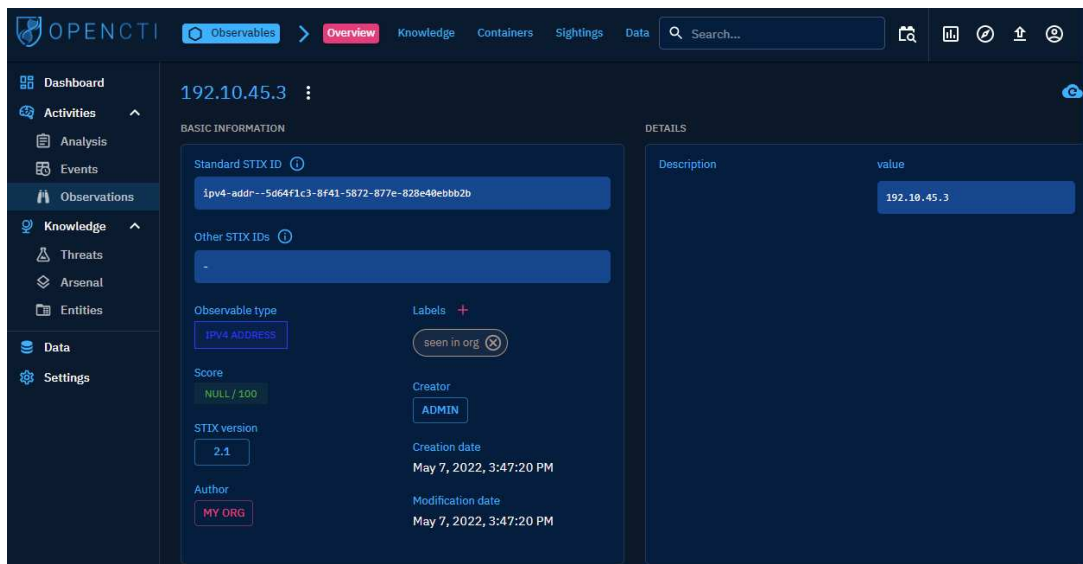 OPENCTI
Observables
Overview
Knowledge
Containers
Sightings
Data
Search...
Dashboard
Activities
Analysis
Events
Observations
Knowledge
Threats
Arsenal
Entities
Data
Settings
192.10.45.3
BASIC INFORMATION
Standard STIX ID
ipv4-addr--5d64f1c3-8f41-5872-877e-828e40ebbb2b
Other STIX IDs
-
Observable type
IPV4 ADDRESS
Score
NULL / 100
STIX version
2.1
Author
MY ORG
Labels +
seen in org
Creator
ADMIN
Creation date
May 7, 2022, 3:47:20 PM
Modification date
May 7, 2022, 3:47:20 PM
DETAILS
Description
value
192.10.45.3